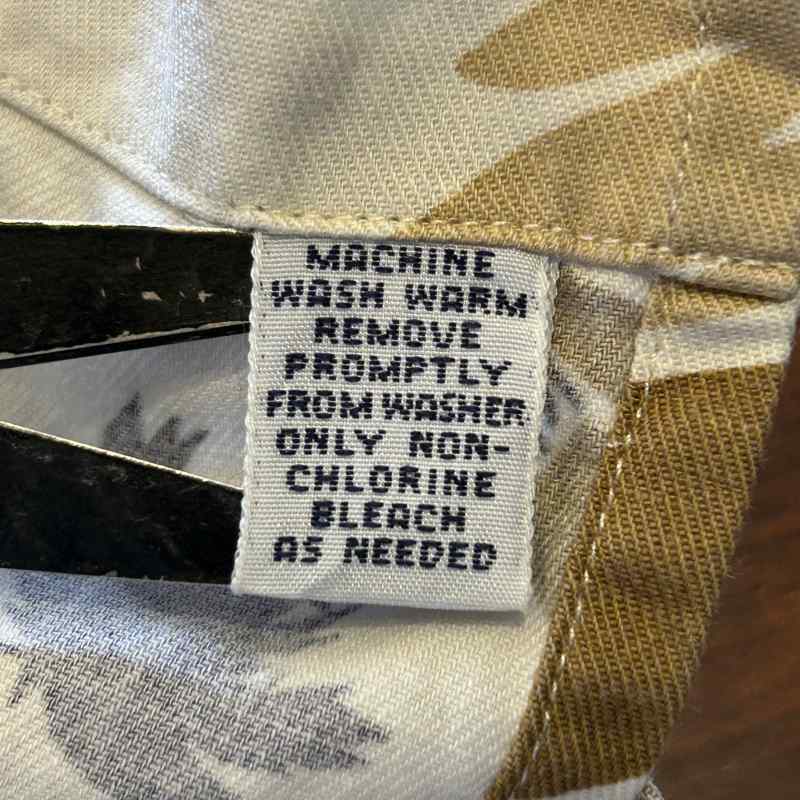 MACHINE
WASH WARM
REMOVE
PROMPTLY
FROM WASHER
ONLY NON-
CHLORINE
BLEACH
AS NEEDED